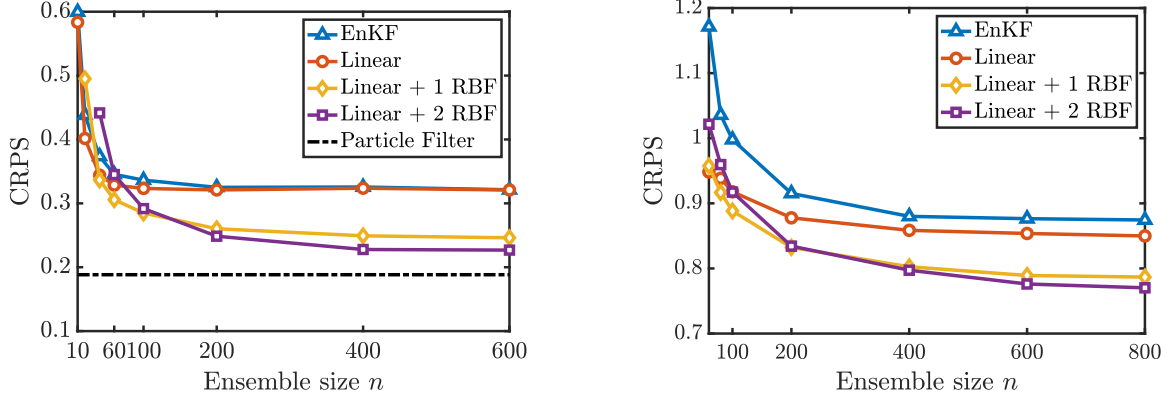 0.6
0.5
0.4
0.3
0.2
0.1
CRPS
EnKF
Linear
Linear + 1 RBF
Linear + 2 RBF
Particle Filter
10 60 100 200 400 600
Ensemble size n
1.2
1.1
1
0.9
0.8
0.7
CRPS
EnKF
Linear
Linear + 1 RBF
Linear + 2 RBF
100 200 400 600 800
Ensemble size n